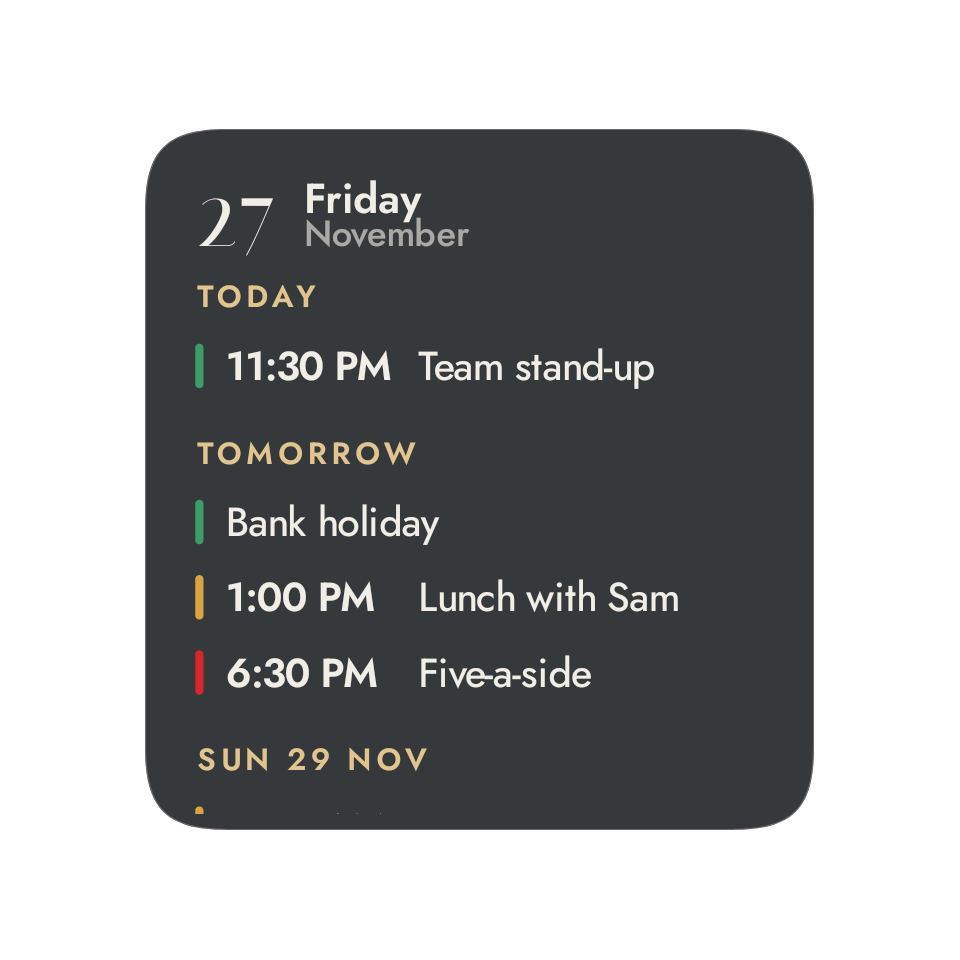 27 Friday
November
TODAY
11:30 PM Team stand-up
TOMORROW
Bank holiday
1:00 PM Lunch with Sam
6:30 PM Five-a-side
SUN 29 NOV